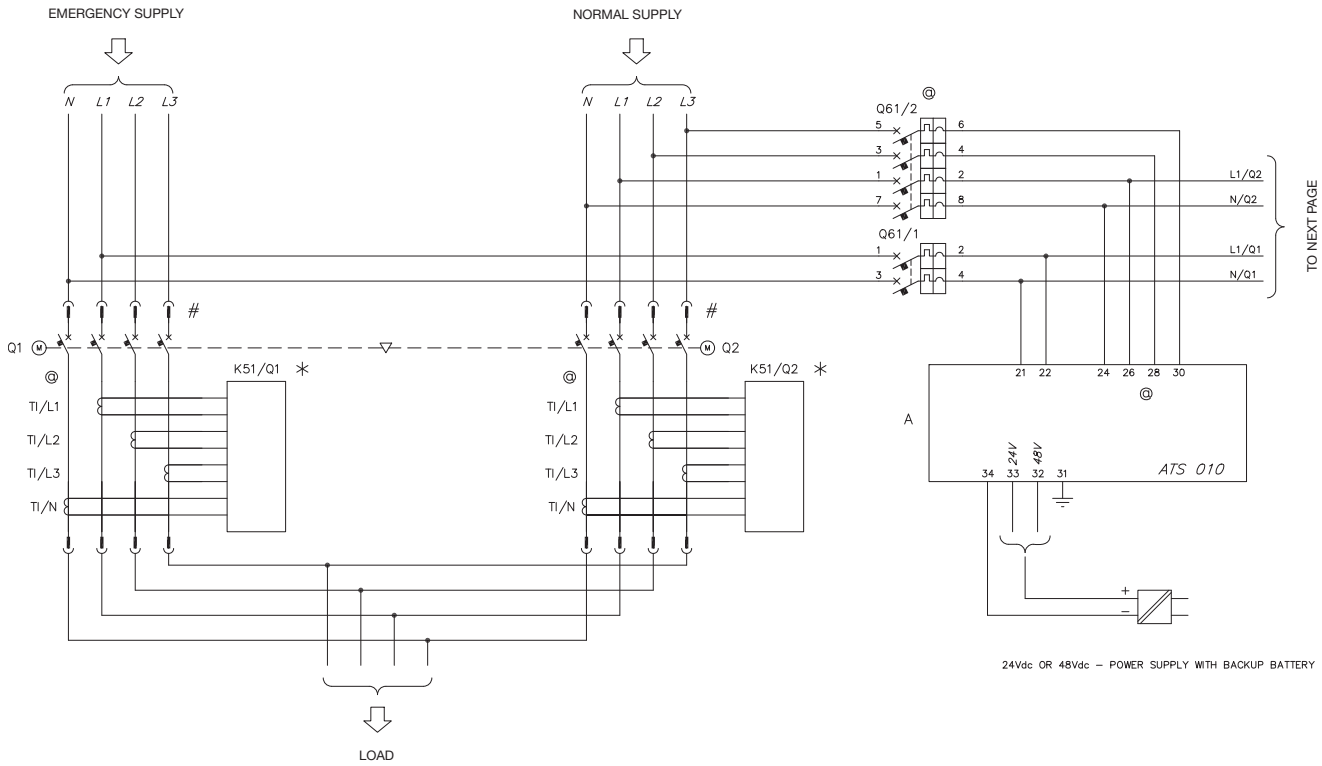 EMERGENCY SUPPLY
NORMAL SUPPLY
N L1 L2 L3
N L1 L2 L3
@
Q61/2
5 6
3 4
1 2
L1/Q2
7 8
N/Q2
Q61/1
1 2
L1/Q1
3 4
N/Q1
TO NEXT PAGE
#
#
Q1 M
M Q2
@
K51/Q1 *
@
K51/Q2 *
TI/L1
TI/L2
TI/L3
TI/N
TI/L1
TI/L2
TI/L3
TI/N
21 22 24 26 28 30
@
A
24V
48V
ATS 010
34 33 32 31
+
−
24Vdc OR 48Vdc – POWER SUPPLY WITH BACKUP BATTERY
LOAD